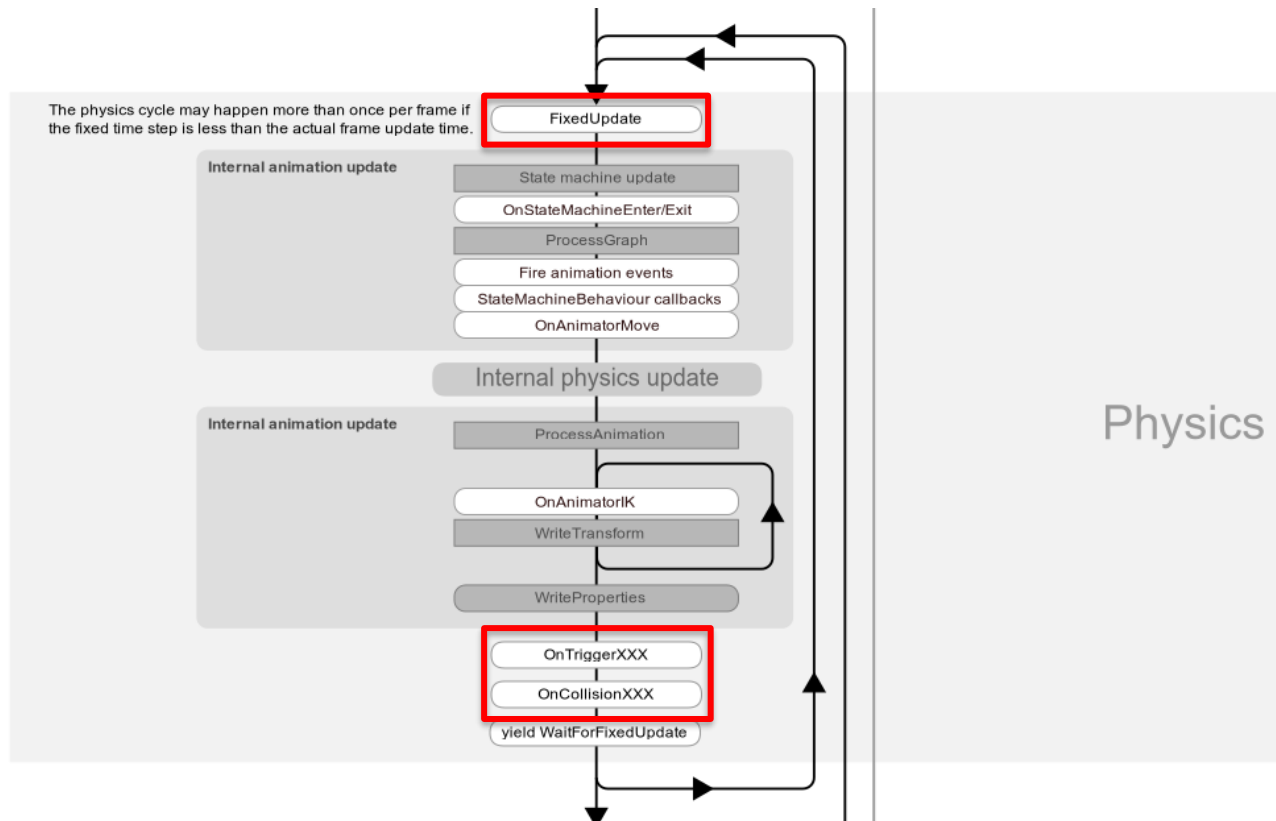 The physics cycle may happen more than once per frame if
the fixed time step is less than the actual frame update time.
FixedUpdate
Internal animation update
State machine update
OnStateMachineEnter/Exit
ProcessGraph
Fire animation events
StateMachineBehaviour callbacks
OnAnimatorMove
Internal physics update
Internal animation update
ProcessAnimation
Physics
OnAnimatorIK
WriteTransform
WriteProperties
OnTriggerXXX
OnCollisionXXX
yield WaitForFixedUpdate